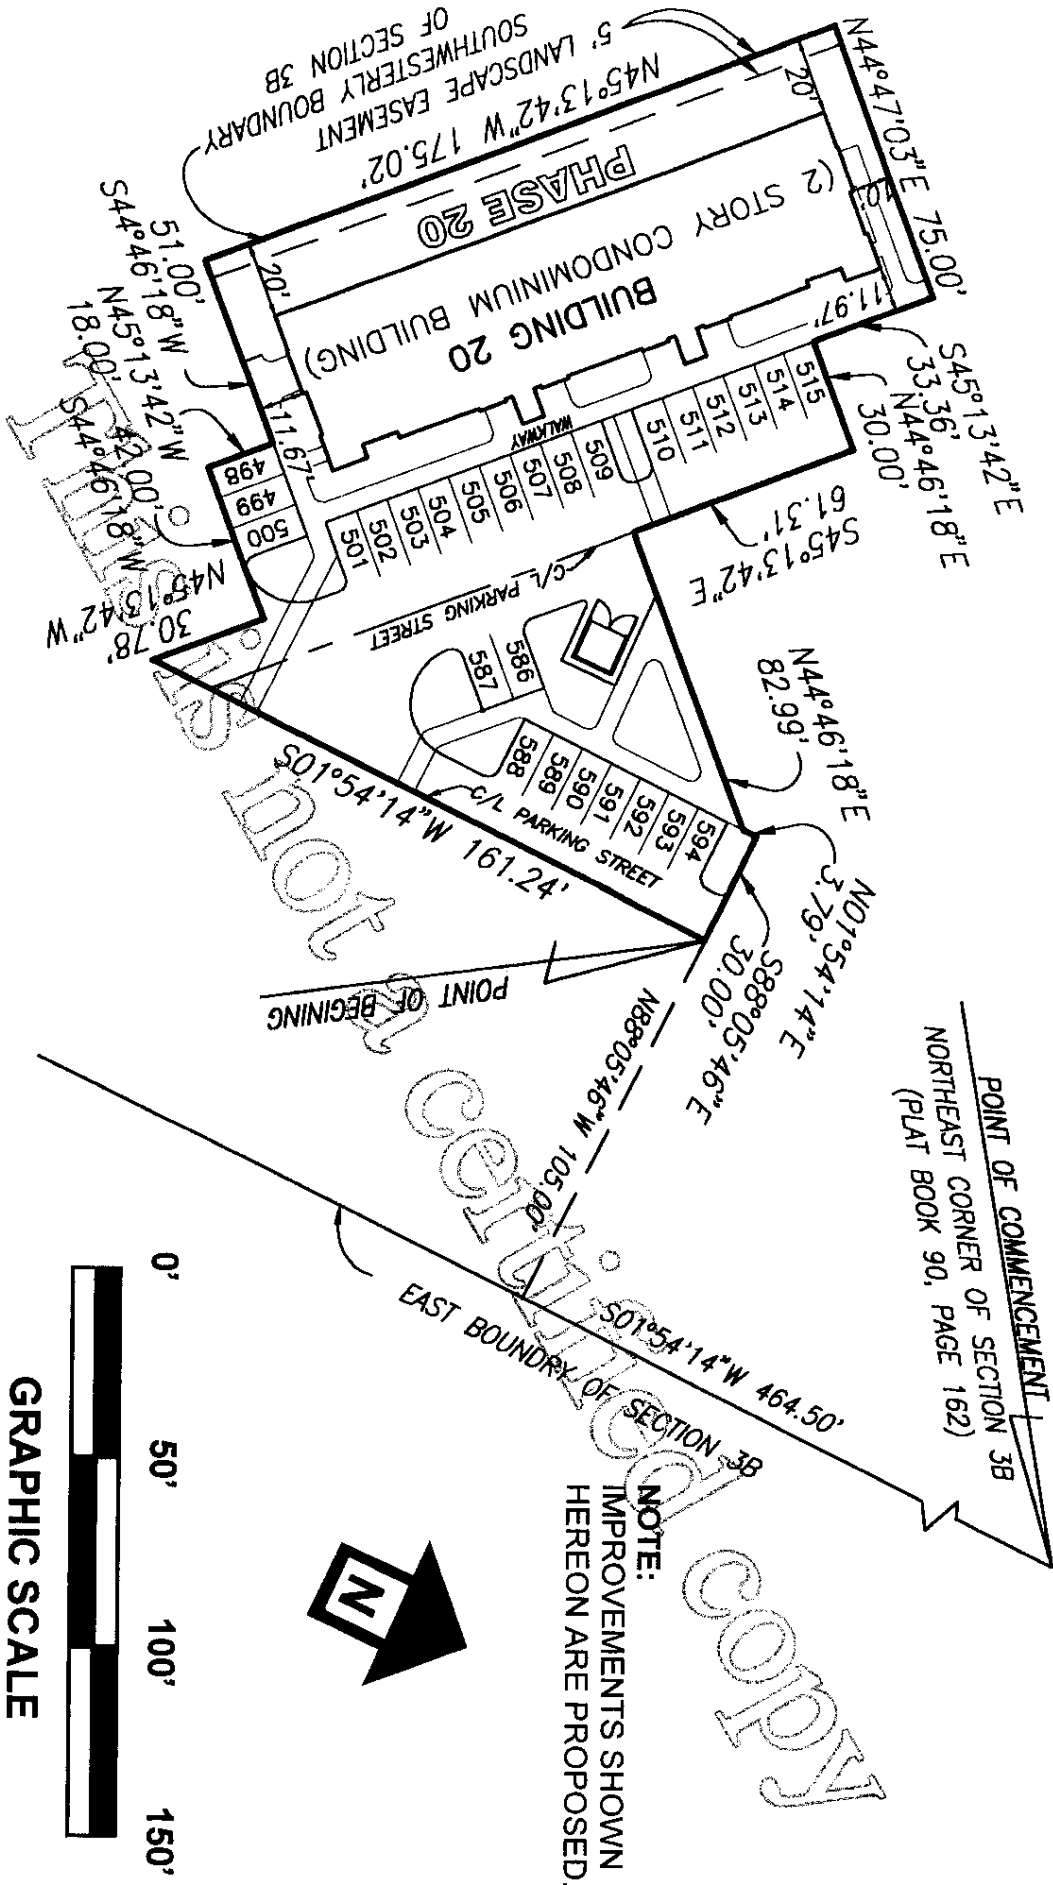 POINT OF COMMENCEMENT
NORTHEAST CORNER OF SECTION 3B
(PLAT BOOK 90, PAGE 162)
S01°54'14"W 464.50'
EAST BOUNDRY OF SECTION 3B
N88°05'46"W 105.00'
POINT OF BEGINING
S01°54'14"W 161.24'
N45°13'42"W
30.78'
S44°46'18"W
42.00'
N45°13'42"W
18.00'
S44°46'18"W
51.00'
SOUTHWESTERLY BOUNDARY
OF SECTION 3B
5' LANDSCAPE EASEMENT
N45°13'42"W 175.02'
N44°47'03"E 75.00'
S45°13'42"E
33.36'
N44°46'18"E
30.00'
S45°13'42"E
61.31'
N44°46'18"E
82.99'
N01°54'14"E
3.79'
S88°05'46"E
30.00'
PHASE 20
BUILDING 20
(2 STORY CONDOMINIUM BUILDING)
20'
20'
10'
11.97'
11.67'
WALKWAY
C/L PARKING STREET
C/L PARKING STREET
498
499
500
501
502
503
504
505
506
507
508
509
510
511
512
513
514
515
586
587
588
589
590
591
592
593
594
NOTE:
IMPROVEMENTS SHOWN
HEREON ARE PROPOSED.
N
0'
50'
100'
150'
GRAPHIC SCALE
This is not a certified copy